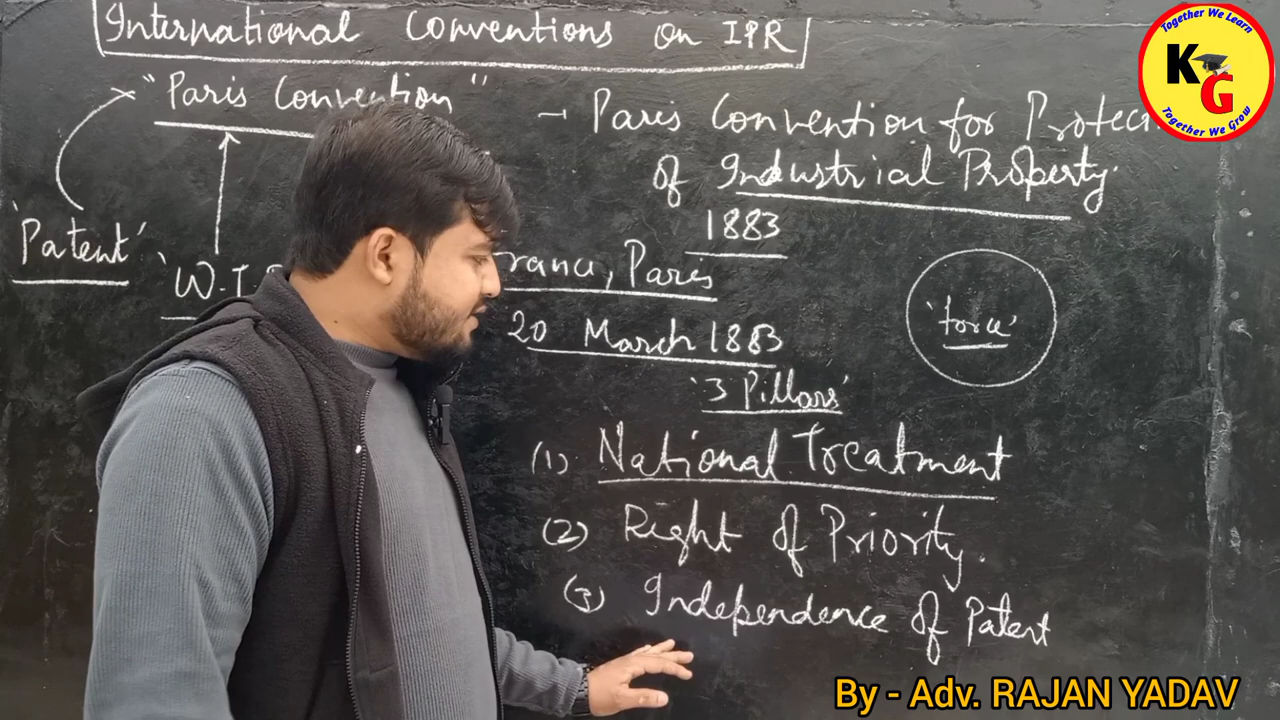 International Conventions on IPR
"Paris Convention"
→ Paris Convention for Protec
of Industrial Property.
1883
'Patent'
W.I.
rance, Paris
20 March 1883
'force'
'3 Pillars'
(1) National Treatment
(2) Right of Priority.
(3) Independence of Patent
Together We Learn
KG
Together We Grow
By - Adv. RAJAN YADAV